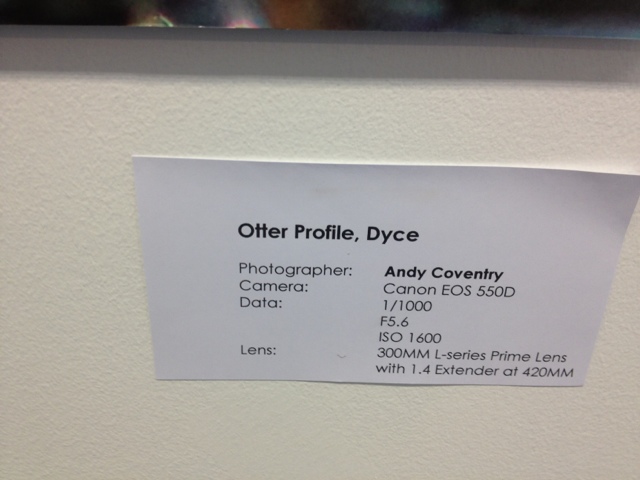 Otter Profile, Dyce
Photographer: Andy Coventry
Camera: Canon EOS 550D
Data: 1/1000
F5.6
ISO 1600
Lens: 300MM L-series Prime Lens
with 1.4 Extender at 420MM